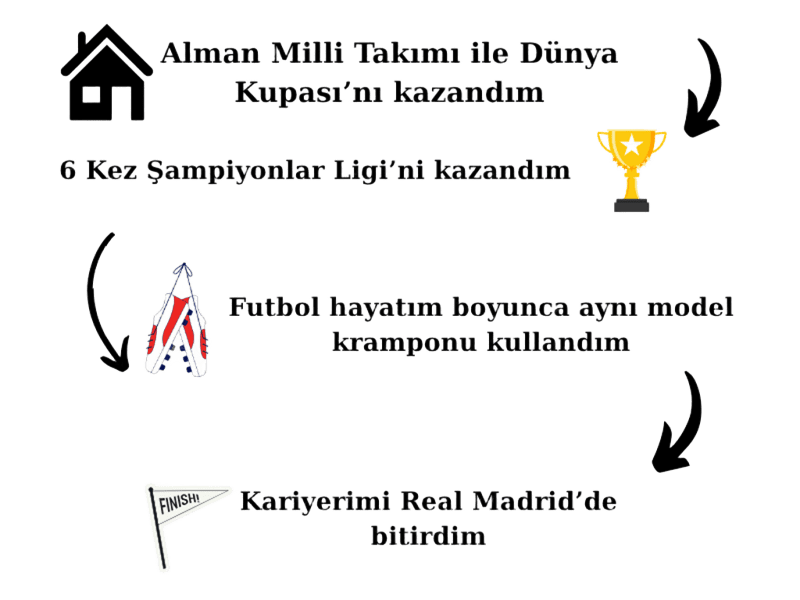 Alman Milli Takımı ile Dünya
Kupası’nı kazandım
6 Kez Şampiyonlar Ligi’ni kazandım
Futbol hayatım boyunca aynı model
kramponu kullandım
FINISH!
Kariyerimi Real Madrid’de
bitirdim